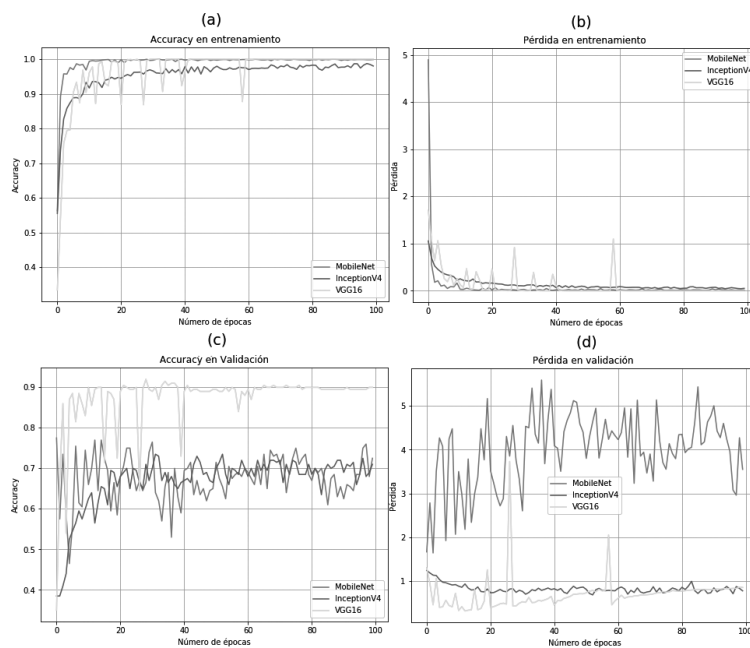 (a)
Accuracy en entrenamiento
1.0
0.9
0.8
0.7
0.6
0.5
0.4
Accuracy
0
20
40
60
80
100
Número de épocas
MobileNet
InceptionV4
VGG16
(b)
Pérdida en entrenamiento
5
4
3
2
1
0
Pérdida
0
20
40
60
80
100
Número de épocas
MobileNet
InceptionV4
VGG16
(c)
Accuracy en Validación
0.9
0.8
0.7
0.6
0.5
0.4
Accuracy
0
20
40
60
80
100
Número de épocas
MobileNet
InceptionV4
VGG16
(d)
Pérdida en validación
5
4
3
2
1
Pérdida
0
20
40
60
80
100
Número de épocas
MobileNet
InceptionV4
VGG16